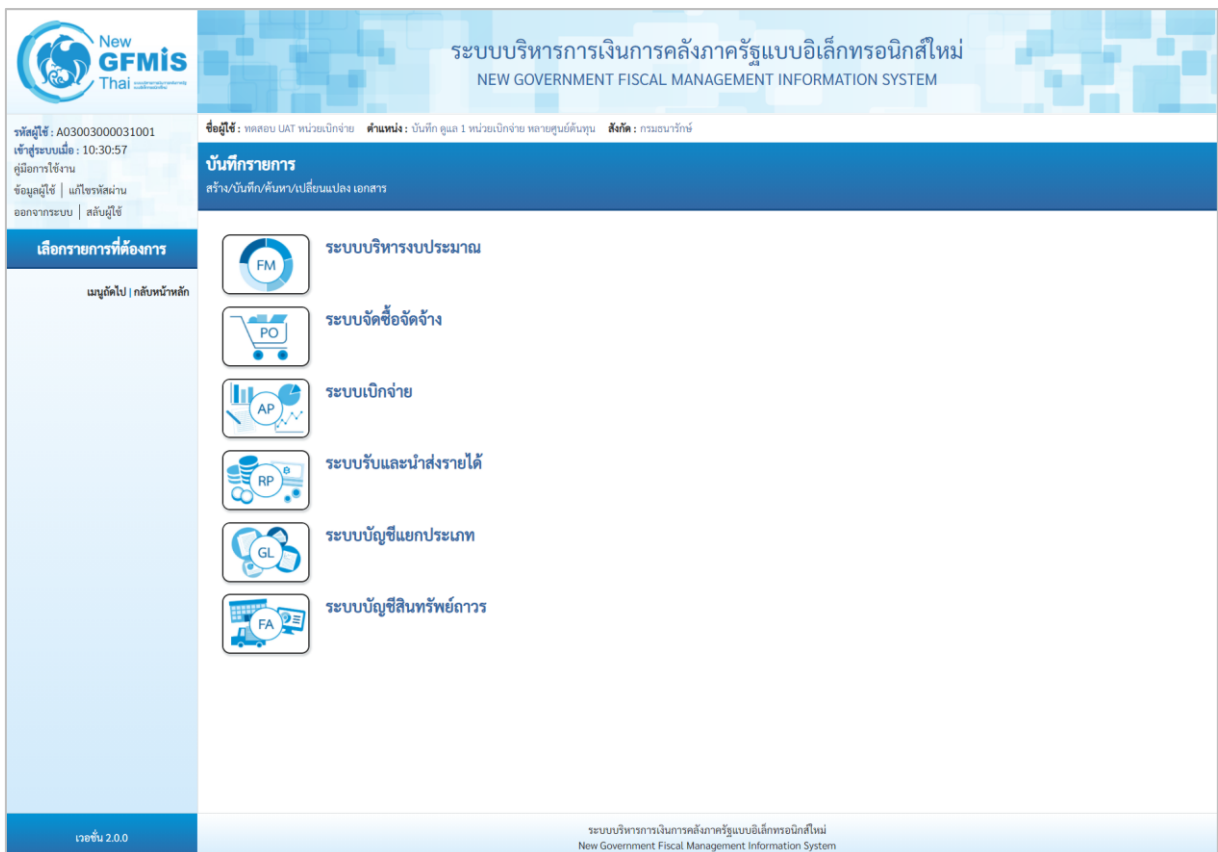 New
GFMiS
Thai
ระบบบริหารการเงินการคลังภาครัฐแบบอิเล็กทรอนิกส์ใหม่
NEW GOVERNMENT FISCAL MANAGEMENT INFORMATION SYSTEM
รหัสผู้ใช้ : A03003000031001
เข้าสู่ระบบเมื่อ : 10:30:57
คู่มือการใช้งาน
ข้อมูลผู้ใช้ | แก้ไขรหัสผ่าน
ออกจากระบบ | สลับผู้ใช้
ชื่อผู้ใช้ : ทดสอบ UAT หน่วยเบิกจ่าย ตำแหน่ง : บันทึก ดูแล 1 หน่วยเบิกจ่าย หลายศูนย์ต้นทุน สังกัด : กรมธนารักษ์
บันทึกรายการ
สร้าง/บันทึก/ค้นหา/เปลี่ยนแปลง เอกสาร
เลือกรายการที่ต้องการ
เมนูถัดไป | กลับหน้าหลัก
FM
ระบบบริหารงบประมาณ
PO
ระบบจัดซื้อจัดจ้าง
AP
ระบบเบิกจ่าย
RP
ระบบรับและนำส่งรายได้
GL
ระบบบัญชีแยกประเภท
FA
ระบบบัญชีสินทรัพย์ถาวร
เวอชั่น 2.0.0
ระบบบริหารการเงินการคลังภาครัฐแบบอิเล็กทรอนิกส์ใหม่
New Government Fiscal Management Information System